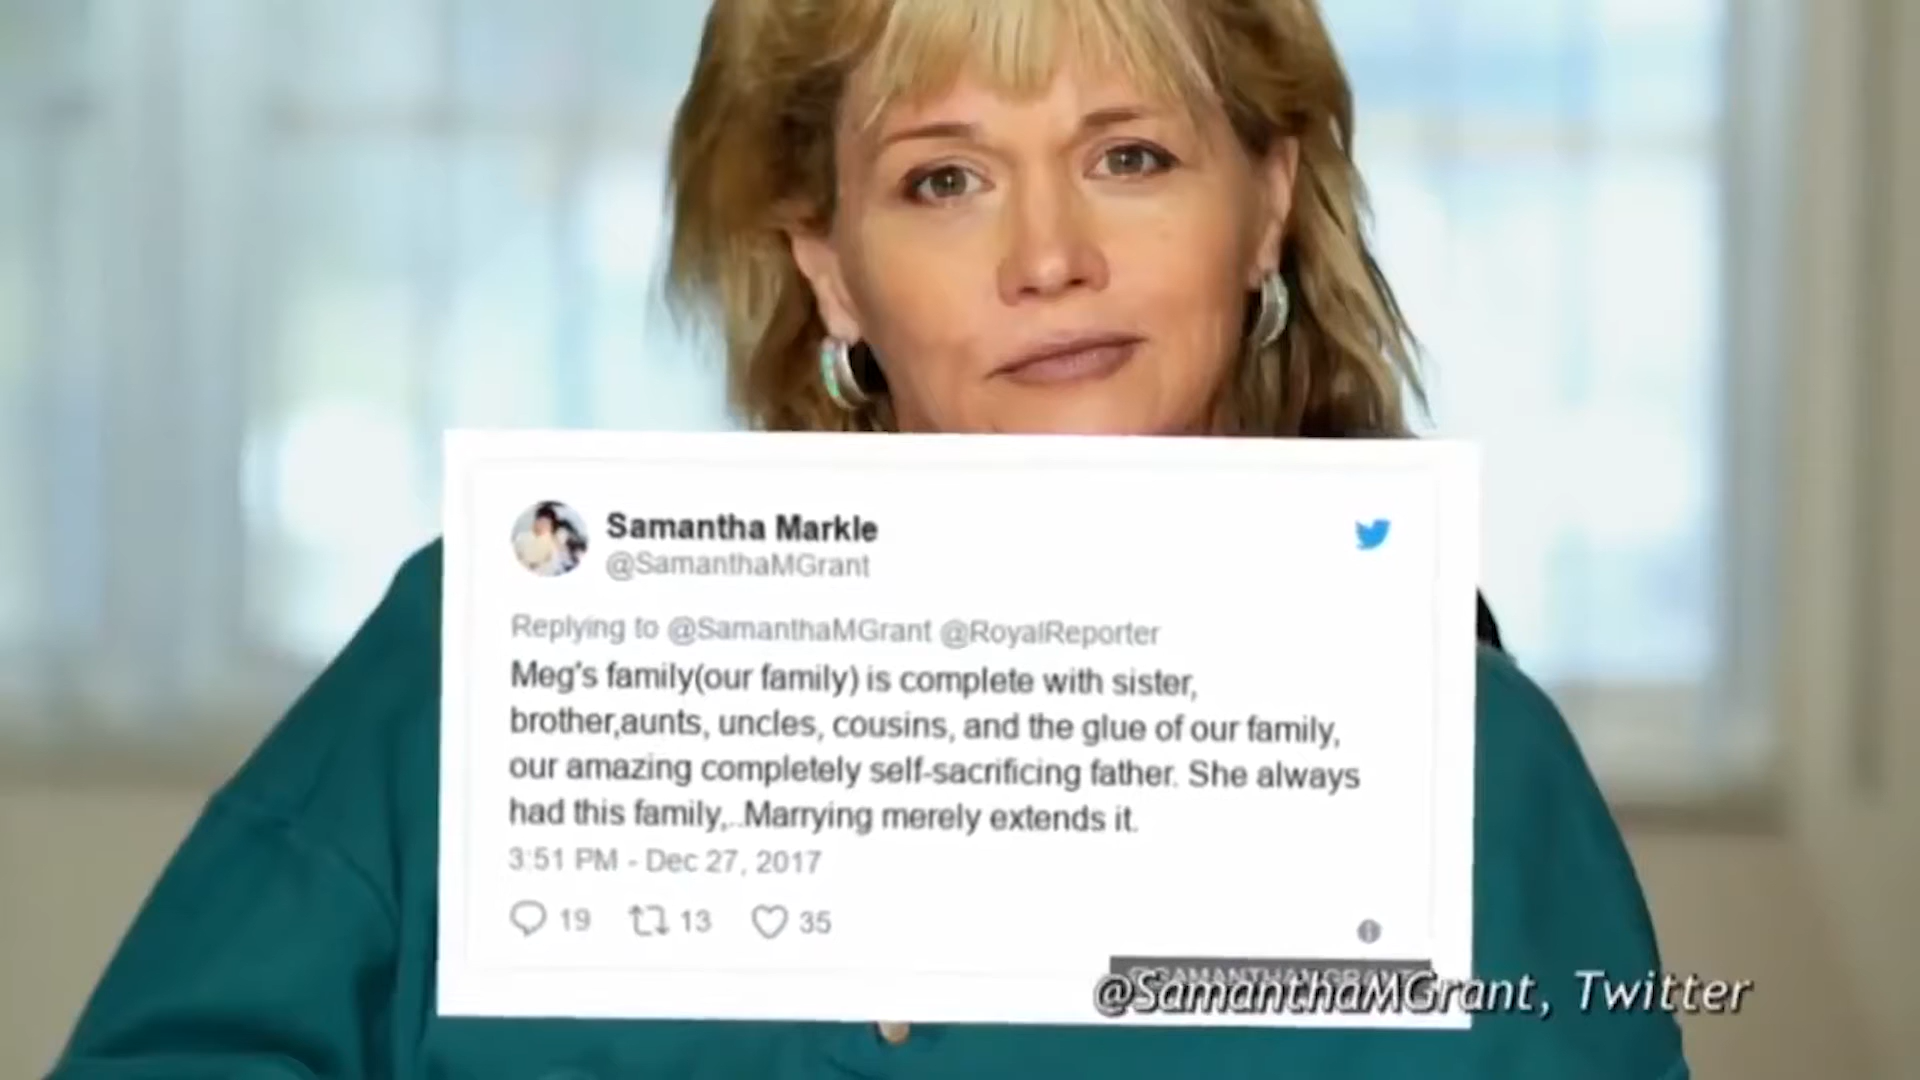 Samantha Markle
@SamanthaMGrant
Replying to @SamanthaMGrant @RoyalReporter
Meg's family(our family) is complete with sister,
brother,aunts, uncles, cousins, and the glue of our family,
our amazing completely self-sacrificing father. She always
had this family,..Marrying merely extends it.
3:51 PM - Dec 27, 2017
19 13 35
@SAMANTHAMGRANT
@SamanthaMGrant, Twitter